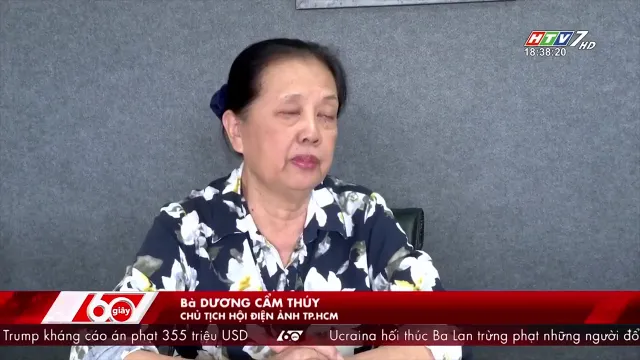 HTV7 HD
18:38:20
60 giây
Bà DƯƠNG CẨM THÚY
CHỦ TỊCH HỘI ĐIỆN ẢNH TP.HCM
Trump kháng cáo án phạt 355 triệu USD 60 Ucraina hối thúc Ba Lan trừng phạt những người đổ